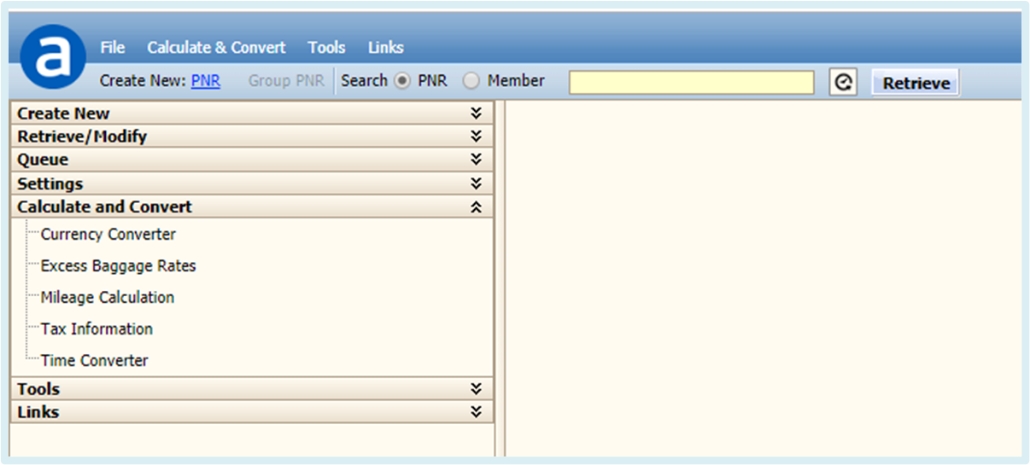 a
File Calculate & Convert Tools Links
Create New: PNR Group PNR Search PNR Member Retrieve
Create New
Retrieve/Modify
Queue
Settings
Calculate and Convert
Currency Converter
Excess Baggage Rates
Mileage Calculation
Tax Information
Time Converter
Tools
Links